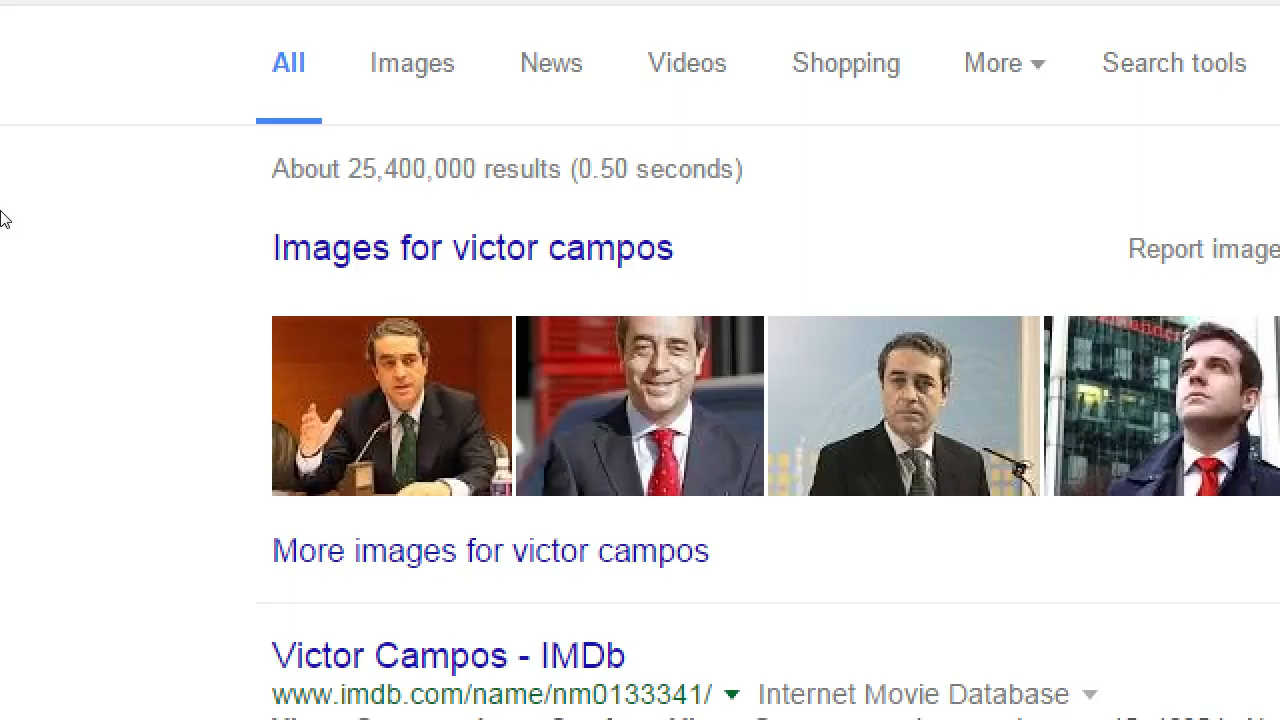 All Images News Videos Shopping More Search tools
About 25,400,000 results (0.50 seconds)
Images for victor campos Report image
More images for victor campos
Victor Campos - IMDb
www.imdb.com/name/nm0133341/ Internet Movie Database